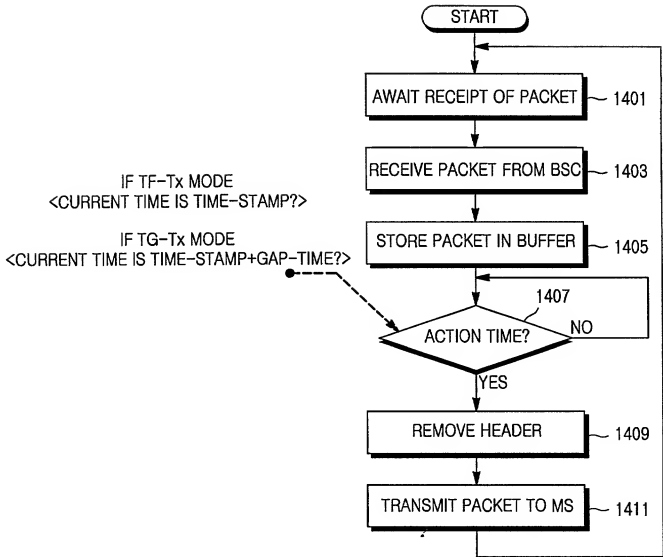 START
AWAIT RECEIPT OF PACKET
1401
RECEIVE PACKET FROM BSC
1403
IF TF-Tx MODE
<CURRENT TIME IS TIME-STAMP?>
STORE PACKET IN BUFFER
1405
IF TG-Tx MODE
<CURRENT TIME IS TIME-STAMP+GAP-TIME?>
1407
ACTION TIME?
NO
YES
REMOVE HEADER
1409
TRANSMIT PACKET TO MS
1411